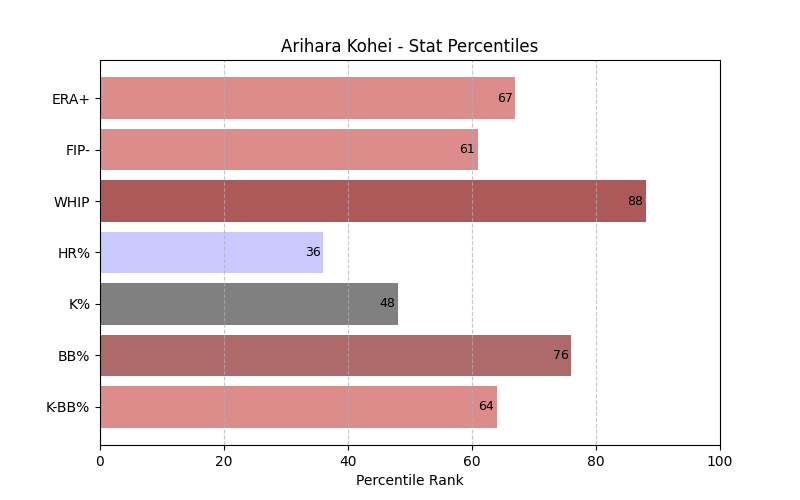 Arihara Kohei - Stat Percentiles
ERA+ 67
FIP- 61
WHIP 88
HR% 36
K% 48
BB% 76
K-BB% 64
0 20 40 60 80 100
Percentile Rank